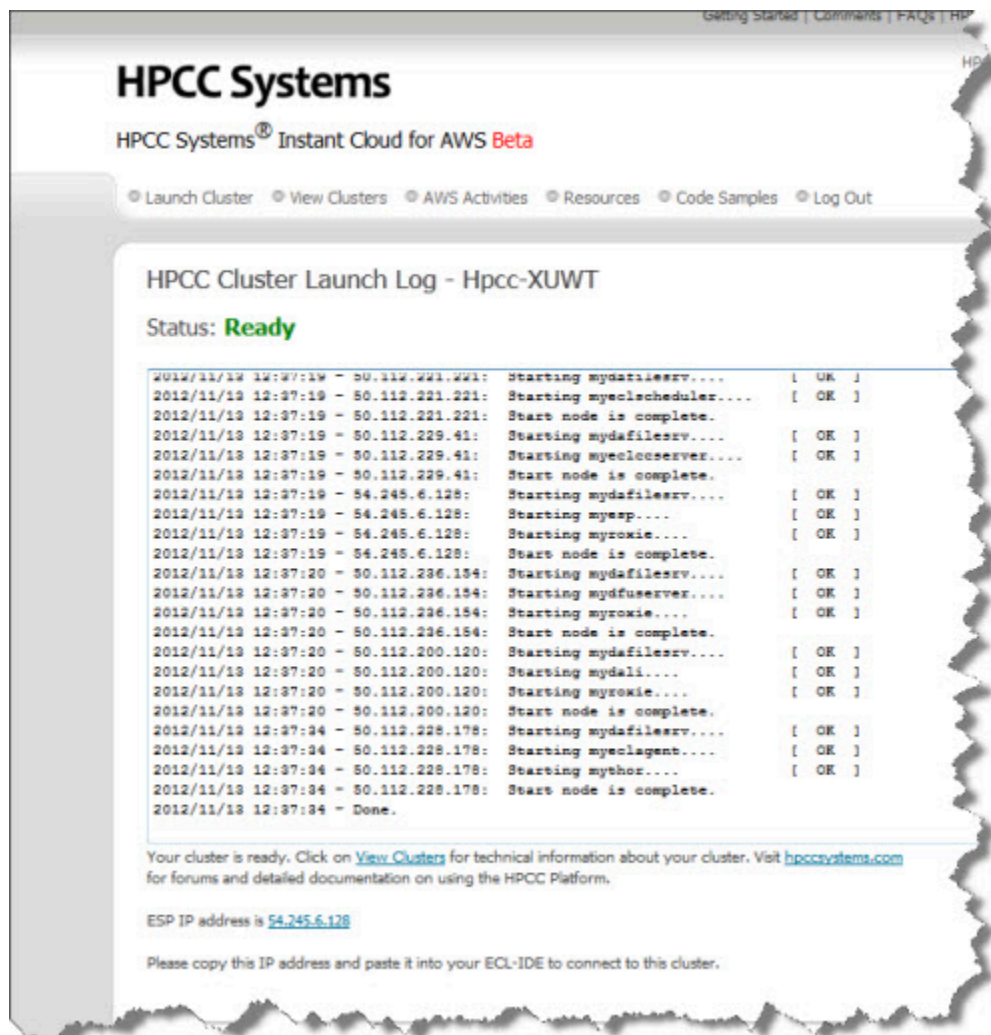 Getting Started | Comments | FAQs | HP
HP
HPCC Systems
HPCC Systems® Instant Cloud for AWS Beta
Launch Cluster View Clusters AWS Activities Resources Code Samples Log Out
HPCC Cluster Launch Log - Hpcc-XUWT
Status: Ready
2012/11/13 12:37:19 - 50.112.221.221: Starting mydafilesrv.... [ OK ]
2012/11/13 12:37:19 - 50.112.221.221: Starting myeclscheduler.... [ OK ]
2012/11/13 12:37:19 - 50.112.221.221: Start node is complete.
2012/11/13 12:37:19 - 50.112.229.41: Starting mydafilesrv.... [ OK ]
2012/11/13 12:37:19 - 50.112.229.41: Starting myeclccserver.... [ OK ]
2012/11/13 12:37:19 - 50.112.229.41: Start node is complete.
2012/11/13 12:37:19 - 54.245.6.128: Starting mydafilesrv.... [ OK ]
2012/11/13 12:37:19 - 54.245.6.128: Starting myesp.... [ OK ]
2012/11/13 12:37:19 - 54.245.6.128: Starting myroxie.... [ OK ]
2012/11/13 12:37:19 - 54.245.6.128: Start node is complete.
2012/11/13 12:37:20 - 50.112.236.154: Starting mydafilesrv.... [ OK ]
2012/11/13 12:37:20 - 50.112.236.154: Starting mydfuserver.... [ OK ]
2012/11/13 12:37:20 - 50.112.236.154: Starting myroxie.... [ OK ]
2012/11/13 12:37:20 - 50.112.236.154: Start node is complete.
2012/11/13 12:37:20 - 50.112.200.120: Starting mydafilesrv.... [ OK ]
2012/11/13 12:37:20 - 50.112.200.120: Starting mydali.... [ OK ]
2012/11/13 12:37:20 - 50.112.200.120: Starting myroxie.... [ OK ]
2012/11/13 12:37:20 - 50.112.200.120: Start node is complete.
2012/11/13 12:37:34 - 50.112.228.178: Starting mydafilesrv.... [ OK ]
2012/11/13 12:37:34 - 50.112.228.178: Starting myeclagent.... [ OK ]
2012/11/13 12:37:34 - 50.112.228.178: Starting mythor.... [ OK ]
2012/11/13 12:37:34 - 50.112.228.178: Start node is complete.
2012/11/13 12:37:34 - Done.
Your cluster is ready. Click on View Clusters for technical information about your cluster. Visit hpccsystems.com
for forums and detailed documentation on using the HPCC Platform.
ESP IP address is 54.245.6.128
Please copy this IP address and paste it into your ECL-IDE to connect to this cluster.